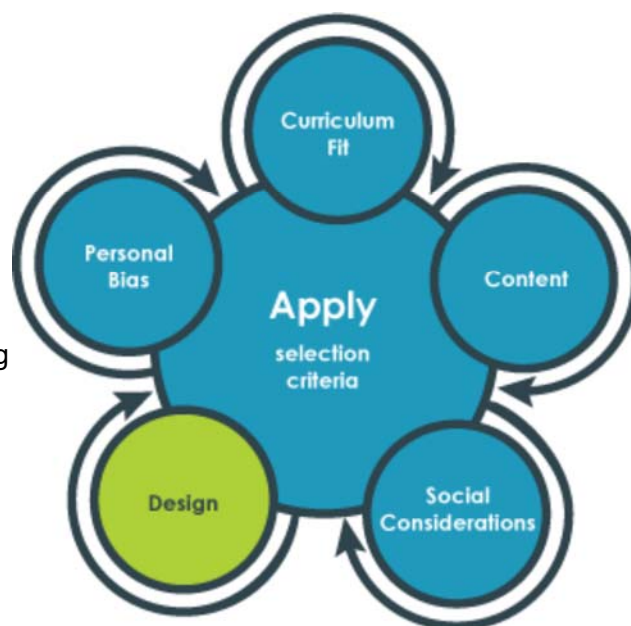 Curriculum
Fit
Personal
Bias
Content
Apply
selection
criteria
g
Design
Social
Considerations